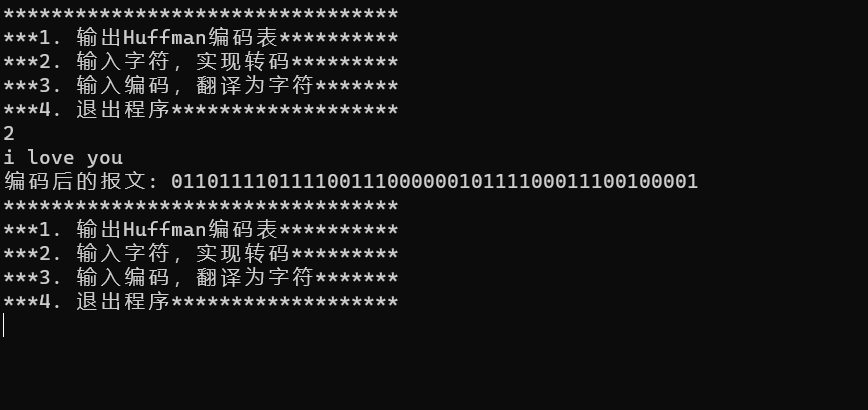 *********************************
***1. 输出Huffman编码表**********
***2. 输入字符，实现转码*********
***3. 输入编码，翻译为字符*******
***4. 退出程序*******************
2
i love you
编码后的报文：01101111011110011100000010111100011100100001
*********************************
***1. 输出Huffman编码表**********
***2. 输入字符，实现转码*********
***3. 输入编码，翻译为字符*******
***4. 退出程序*******************